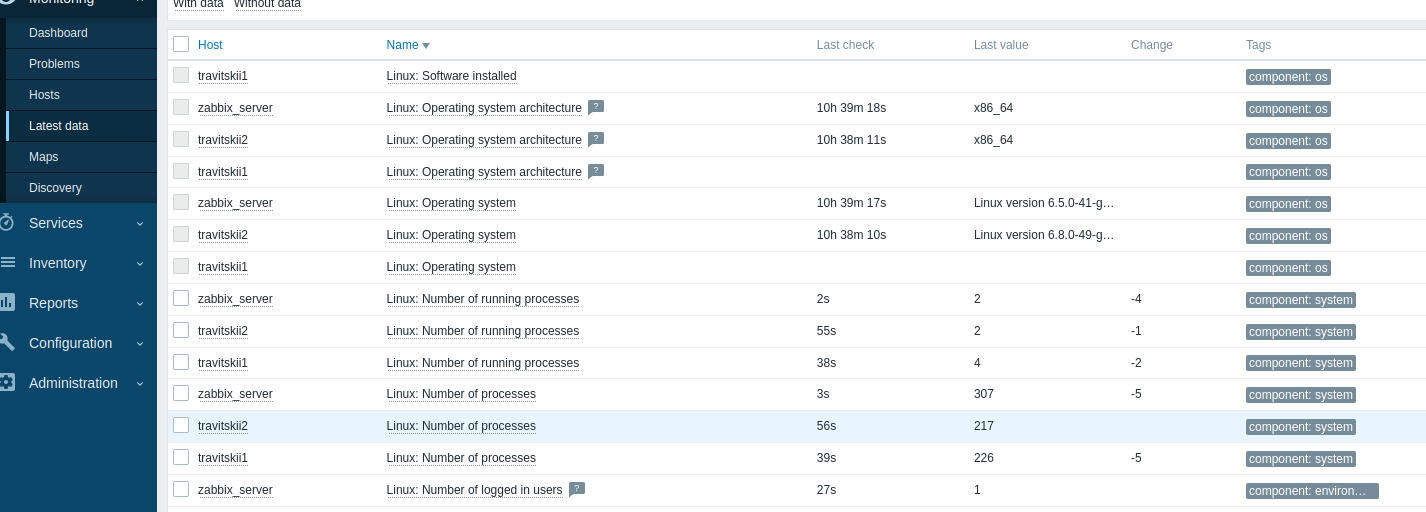 Monitoring
With data Without data
Dashboard
Problems
Hosts
Latest data
Maps
Discovery
Services
Inventory
Reports
Configuration
Administration
Host Name Last check Last value Change Tags
travitskii1 Linux: Software installed component: os
zabbix_server Linux: Operating system architecture ? 10h 39m 18s x86_64 component: os
travitskii2 Linux: Operating system architecture ? 10h 38m 11s x86_64 component: os
travitskii1 Linux: Operating system architecture ? component: os
zabbix_server Linux: Operating system 10h 39m 17s Linux version 6.5.0-41-g… component: os
travitskii2 Linux: Operating system 10h 38m 10s Linux version 6.8.0-49-g… component: os
travitskii1 Linux: Operating system component: os
zabbix_server Linux: Number of running processes 2s 2 -4 component: system
travitskii2 Linux: Number of running processes 55s 2 -1 component: system
travitskii1 Linux: Number of running processes 38s 4 -2 component: system
zabbix_server Linux: Number of processes 3s 307 -5 component: system
travitskii2 Linux: Number of processes 56s 217 component: system
travitskii1 Linux: Number of processes 39s 226 -5 component: system
zabbix_server Linux: Number of logged in users ? 27s 1 component: environ…